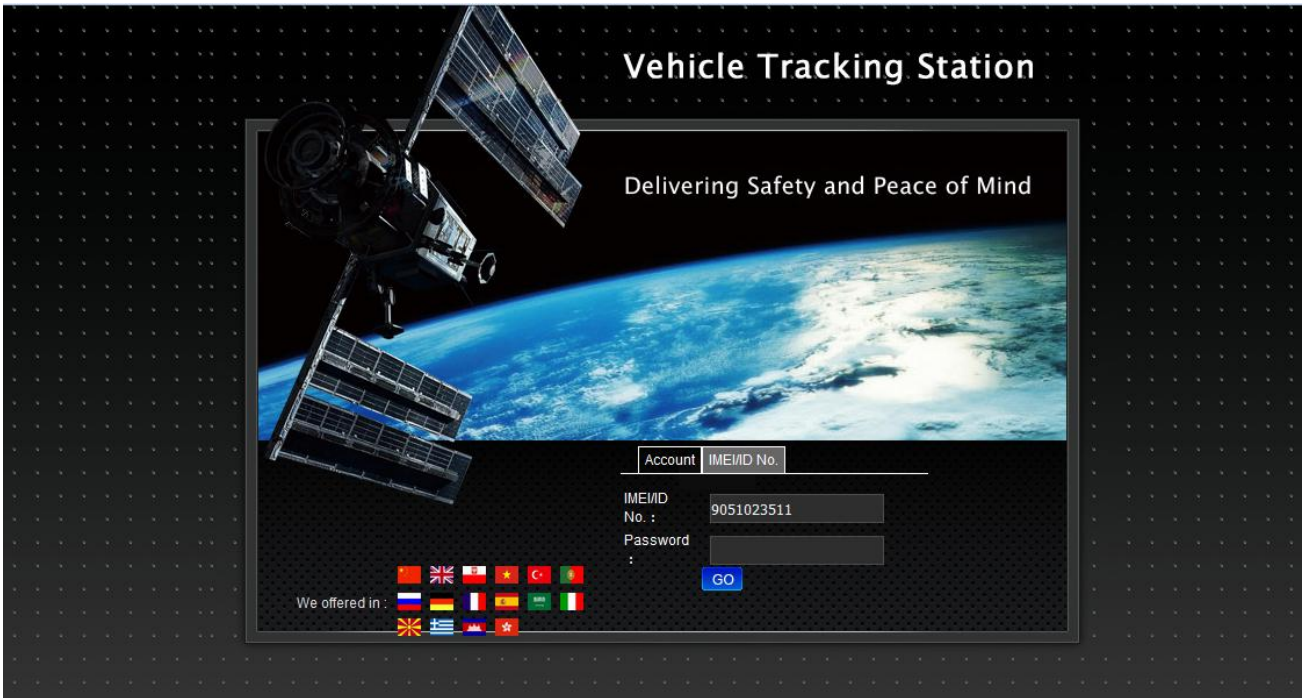 Vehicle Tracking Station
Delivering Safety and Peace of Mind
Account IMEI/ID No.
IMEI/ID
No. :
9051023511
Password
:
GO
We offered in :